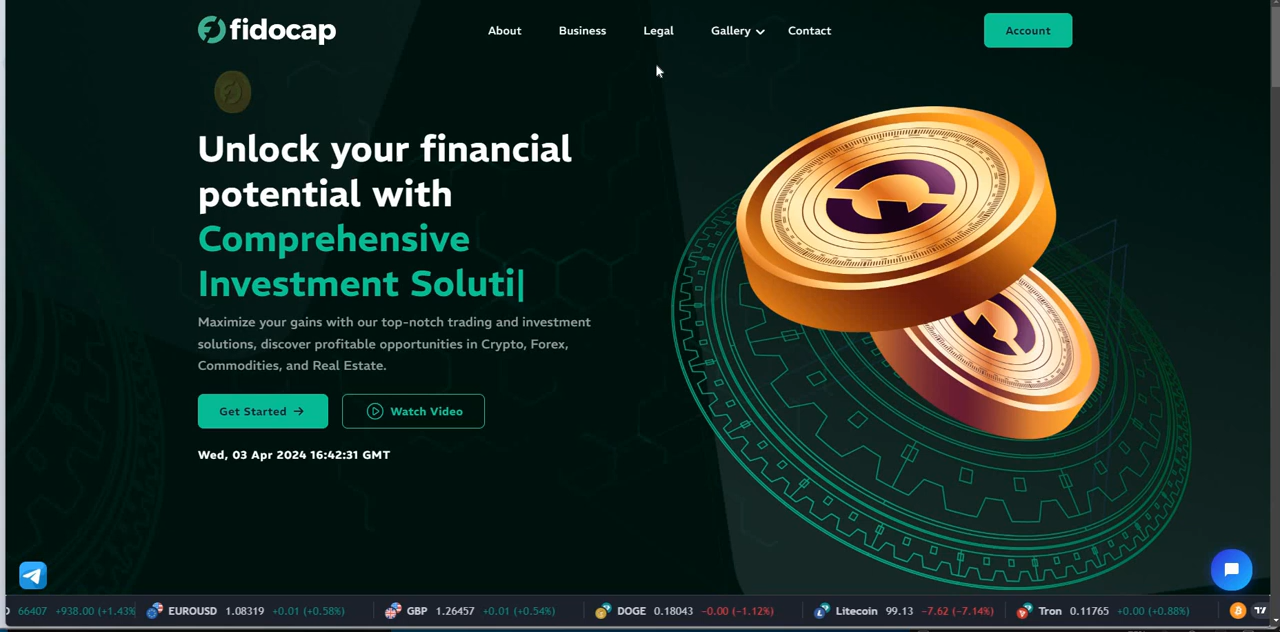 fidocap
About
Business
Legal
Gallery
Contact
Account
Unlock your financial
potential with
Comprehensive
Investment Soluti|
Maximize your gains with our top-notch trading and investment
solutions, discover profitable opportunities in Crypto, Forex,
Commodities, and Real Estate.
Get Started →
Watch Video
Wed, 03 Apr 2024 16:42:31 GMT
66407 +938.00 (+1.43%
EUROUSD 1.08319 +0.01 (+0.58%)
GBP 1.26457 +0.01 (+0.54%)
DOGE 0.18043 −0.00 (−1.12%)
Litecoin 99.13 −7.62 (−7.14%)
Tron 0.11765 +0.00 (+0.88%)